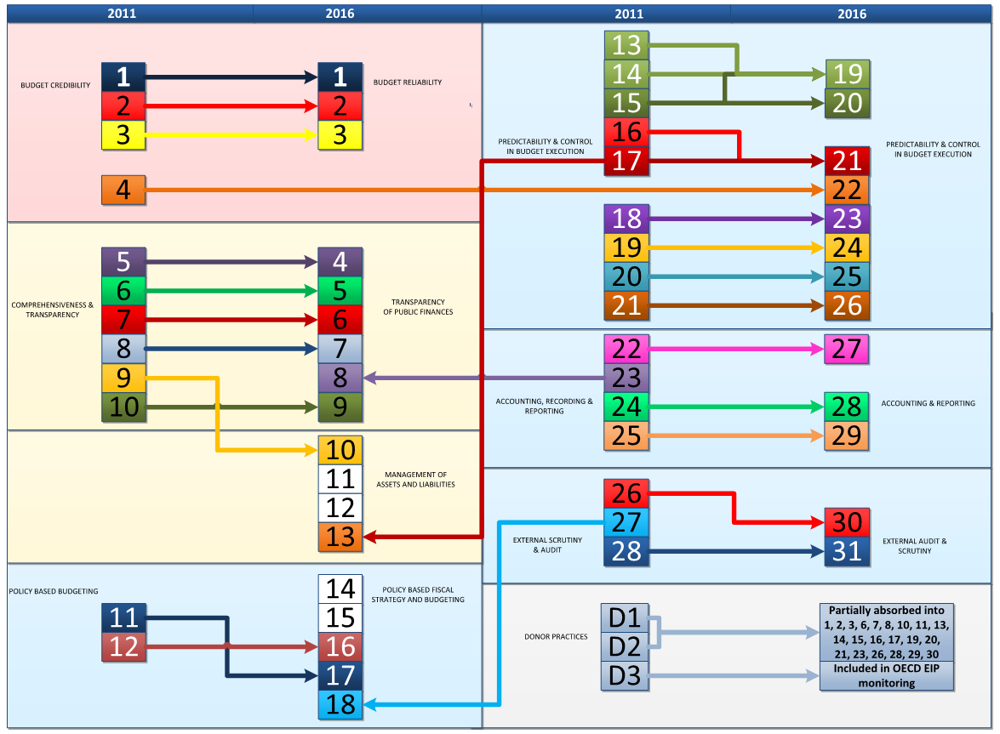 2011
2016
2011
2016
BUDGET CREDIBILITY
1
2
3
4
1
2
3
BUDGET RELIABILITY
COMPREHENSIVENESS &
TRANSPARENCY
5
6
7
8
9
10
4
5
6
7
8
9
TRANSPARENCY
OF PUBLIC FINANCES
10
11
12
13
MANAGEMENT OF
ASSETS AND LIABILITIES
POLICY BASED BUDGETING
11
12
14
15
16
17
18
POLICY BASED FISCAL
STRATEGY AND BUDGETING
PREDICTABILITY & CONTROL
IN BUDGET EXECUTION
13
14
15
16
17
18
19
20
21
19
20
21
22
23
24
25
26
PREDICTABILITY & CONTROL
IN BUDGET EXECUTION
ACCOUNTING, RECORDING &
REPORTING
22
23
24
25
27
28
29
ACCOUNTING & REPORTING
EXTERNAL SCRUTINY
& AUDIT
26
27
28
30
31
EXTERNAL AUDIT &
SCRUTINY
DONOR PRACTICES
D1
D2
D3
Partially absorbed into
1, 2, 3, 6, 7, 8, 10, 11, 13,
14, 15, 16, 17, 19, 20,
21, 23, 26, 28, 29, 30
Included in OECD EIP
monitoring